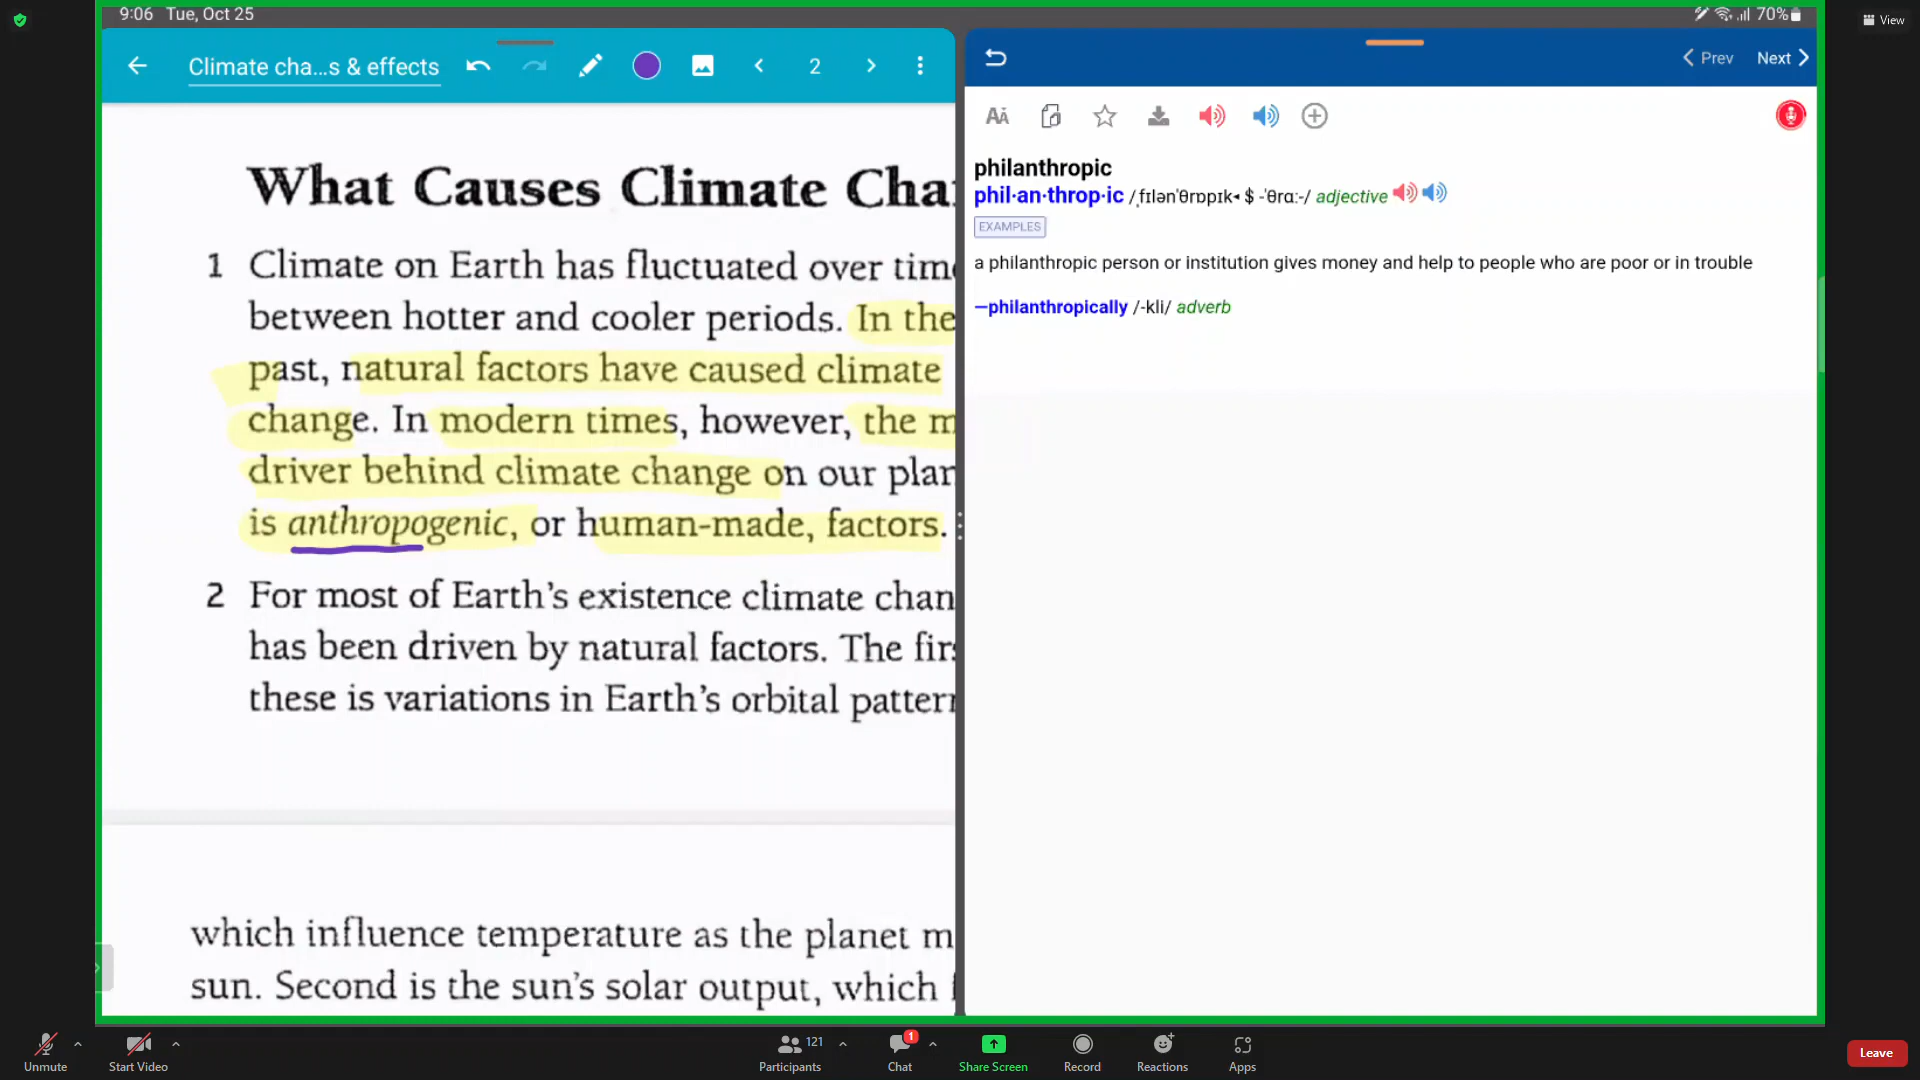 9:06 Tue, Oct 25
70%
View
Climate cha...s & effects
2
Prev
Next
What Causes Climate Cha
1 Climate on Earth has fluctuated over tim
between hotter and cooler periods. In the
past, natural factors have caused climate
change. In modern times, however, the m
driver behind climate change on our plan
is anthropogenic, or human-made, factors.
2 For most of Earth's existence climate chan
has been driven by natural factors. The firs
these is variations in Earth's orbital pattern
which influence temperature as the planet m
sun. Second is the sun's solar output, which
philanthropic
phil·an·throp·ic /ˌfɪlənˈθrɒpɪk◂ $ -ˈθrɑː-/ adjective
EXAMPLES
a philanthropic person or institution gives money and help to people who are poor or in trouble
—philanthropically /-kli/ adverb
Unmute
Start Video
Participants
121
Chat
1
Share Screen
Record
Reactions
Apps
Leave